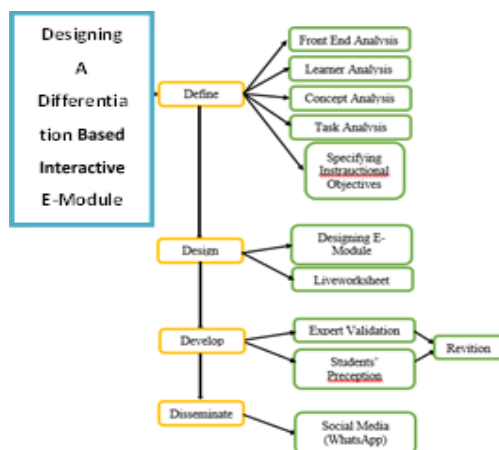 Designing
A
Differentia
tion Based
Interactive
E-Module
Define
Front End Analysis
Learner Analysis
Concept Analysis
Task Analysis
Specifying
Instrauctional
Objectives
Design
Designing E-
Module
Liveworksheet
Develop
Expert Validation
Students'
Preception
Revition
Disseminate
Social Media
(WhatsApp)